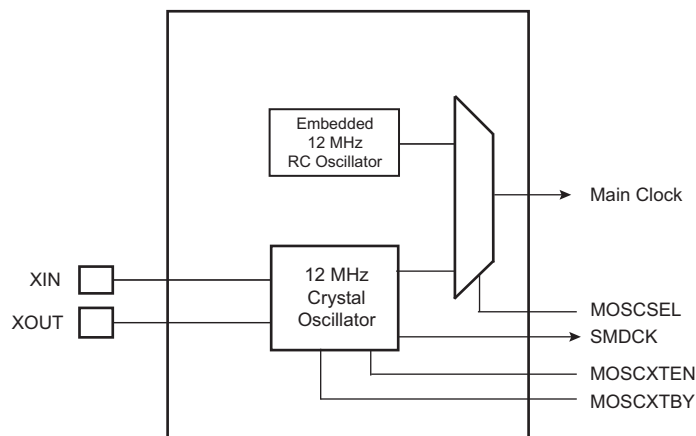 Embedded
12 MHz
RC Oscillator
Main Clock
XIN
XOUT
12 MHz
Crystal
Oscillator
MOSCSEL
SMDCK
MOSCXTEN
MOSCXTBY